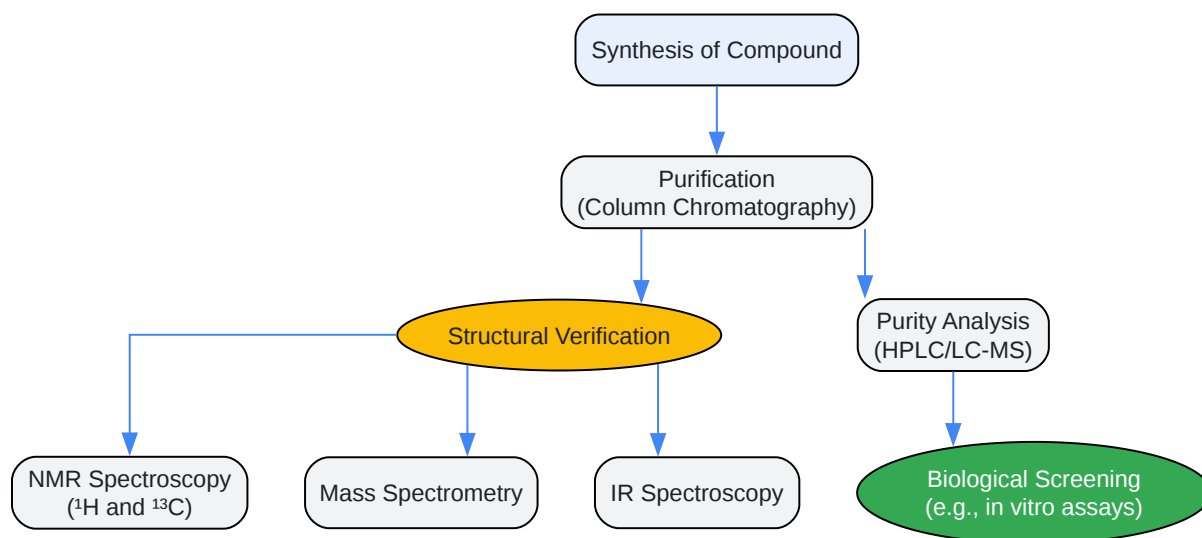 Synthesis of Compound
Purification
(Column Chromatography)
Structural Verification
Purity Analysis
(HPLC/LC-MS)
NMR Spectroscopy
(¹H and ¹³C)
Mass Spectrometry
IR Spectroscopy
Biological Screening
(e.g., in vitro assays)